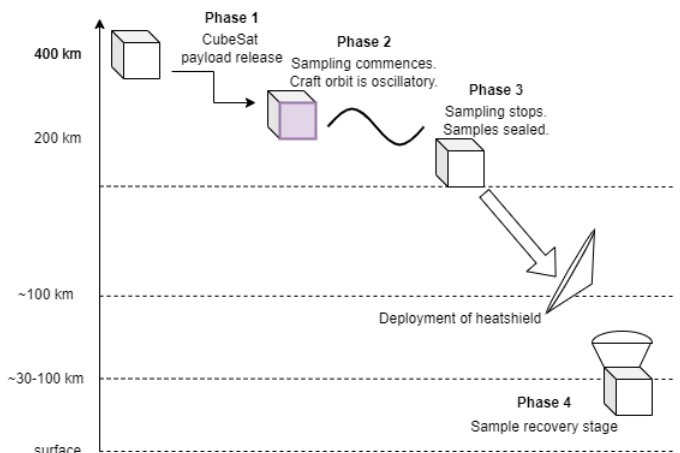 Phase 1
CubeSat
payload release
400 km
Phase 2
Sampling commences.
Craft orbit is oscillatory.
Phase 3
Sampling stops.
Samples sealed.
200 km
~100 km
Deployment of heatshield
~30-100 km
Phase 4
Sample recovery stage
surface